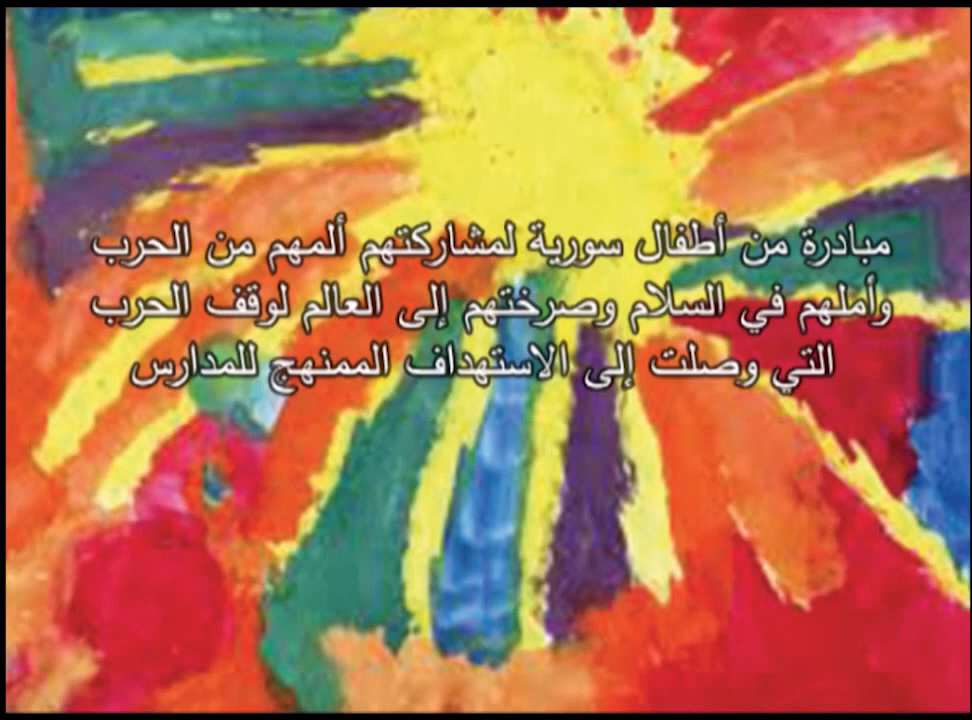 مبادرة من أطفال سورية لمشاركتهم ألمهم من الحرب
وأملهم في السلام وصرختهم إلى العالم لوقف الحرب
التي وصلت إلى الاستهداف الممنهج للمدارس